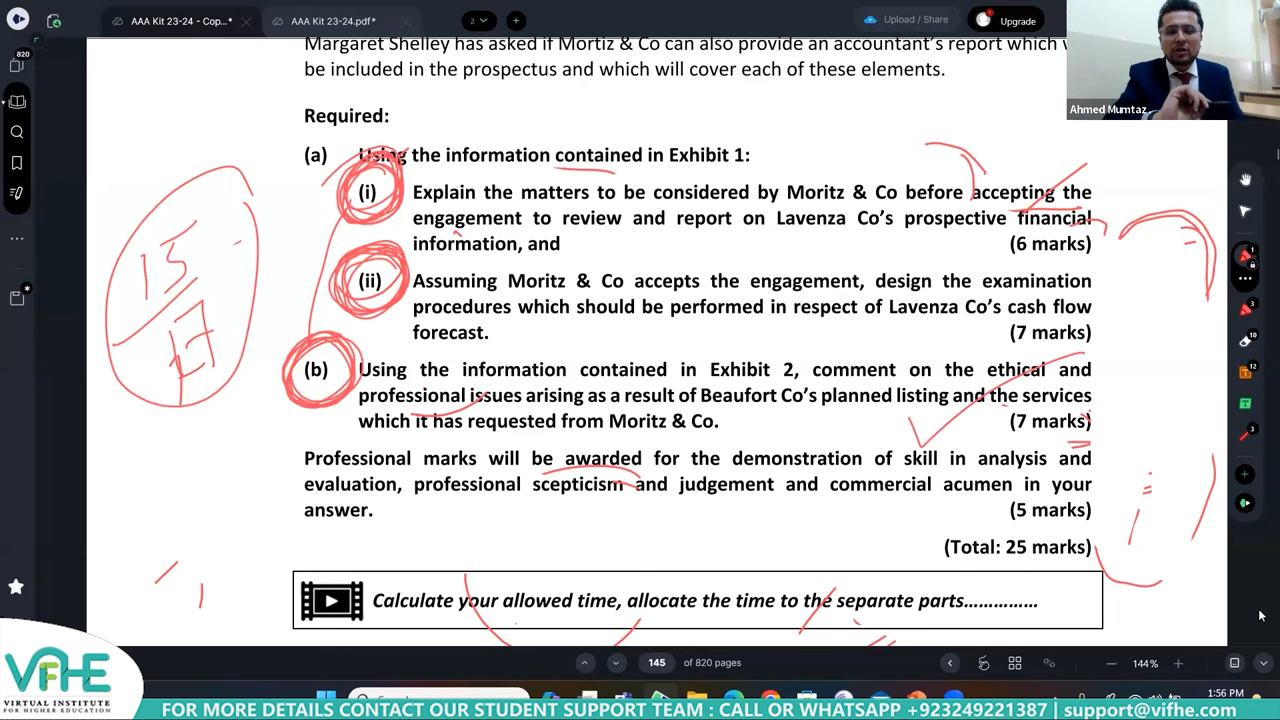 AAA Kit 23-24 - Cop...*
AAA Kit 23-24.pdf*
2
Upload / Share
Upgrade
820
Margaret Shelley has asked if Mortiz & Co can also provide an accountant's report which
be included in the prospectus and which will cover each of these elements.
Ahmed Mumtaz
Required:
(a) Using the information contained in Exhibit 1:
(i) Explain the matters to be considered by Moritz & Co before accepting the
engagement to review and report on Lavenza Co's prospective financial
information, and (6 marks)
(ii) Assuming Moritz & Co accepts the engagement, design the examination
procedures which should be performed in respect of Lavenza Co's cash flow
forecast. (7 marks)
(b) Using the information contained in Exhibit 2, comment on the ethical and
professional issues arising as a result of Beaufort Co's planned listing and the services
which it has requested from Moritz & Co. (7 marks)
Professional marks will be awarded for the demonstration of skill in analysis and
evaluation, professional scepticism and judgement and commercial acumen in your
answer. (5 marks)
(Total: 25 marks)
15
17
Calculate your allowed time, allocate the time to the separate parts……………
145 of 820 pages
144%
1:56 PM
VFHE
VIRTUAL INSTITUTE
FOR HIGHER EDUCATION
FOR MORE DETAILS CONTACT OUR STUDENT SUPPORT TEAM : CALL OR WHATSAPP +923249221387 | support@vifhe.com